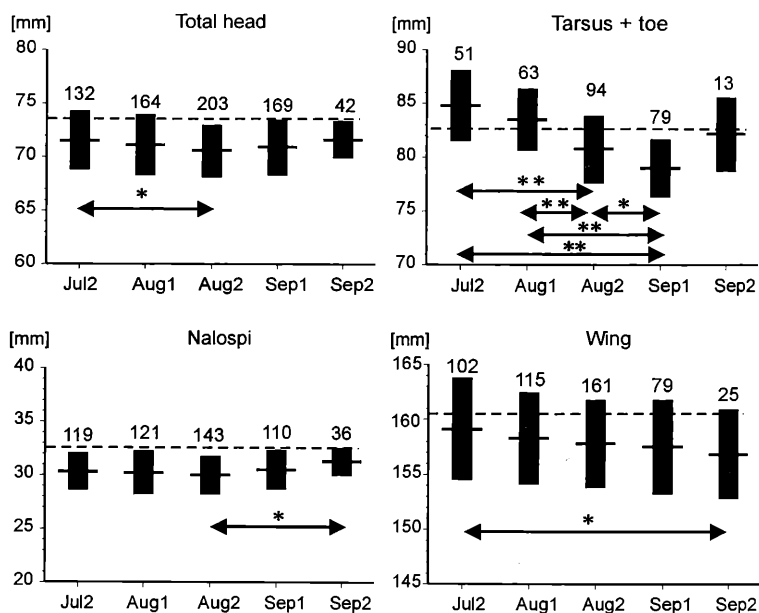 [mm] Total head
80
75
70
65
60
132 164 203 169 42
*
Jul2 Aug1 Aug2 Sep1 Sep2
[mm] Tarsus + toe
90
85
80
75
70
51 63 94 79 13
**
** *
**
**
Jul2 Aug1 Aug2 Sep1 Sep2
[mm] Nalospi
40
35
30
25
20
119 121 143 110 36
*
Jul2 Aug1 Aug2 Sep1 Sep2
[mm] Wing
165
160
155
150
145
102 115 161 79 25
*
Jul2 Aug1 Aug2 Sep1 Sep2